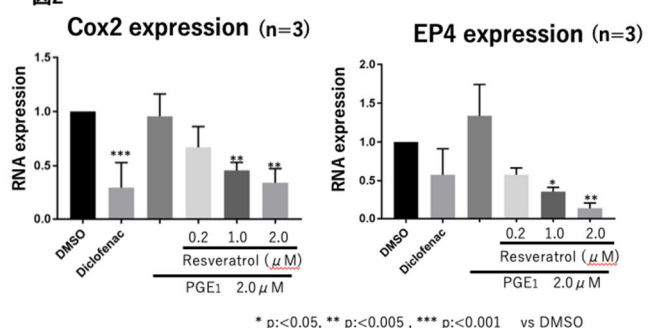 図2
Cox2 expression (n=3)
EP4 expression (n=3)
RNA expression
1.5
1.0
0.5
0.0
***
**
**
DMSO
Diclofenac
0.2 1.0 2.0
Resveratrol (μM)
PGE1 2.0μM
RNA expression
2.0
1.5
1.0
0.5
0.0
*
**
DMSO
Diclofenac
0.2 1.0 2.0
Resveratrol (μM)
PGE1 2.0μM
* p:<0.05, ** p:<0.005 , *** p:<0.001 vs DMSO